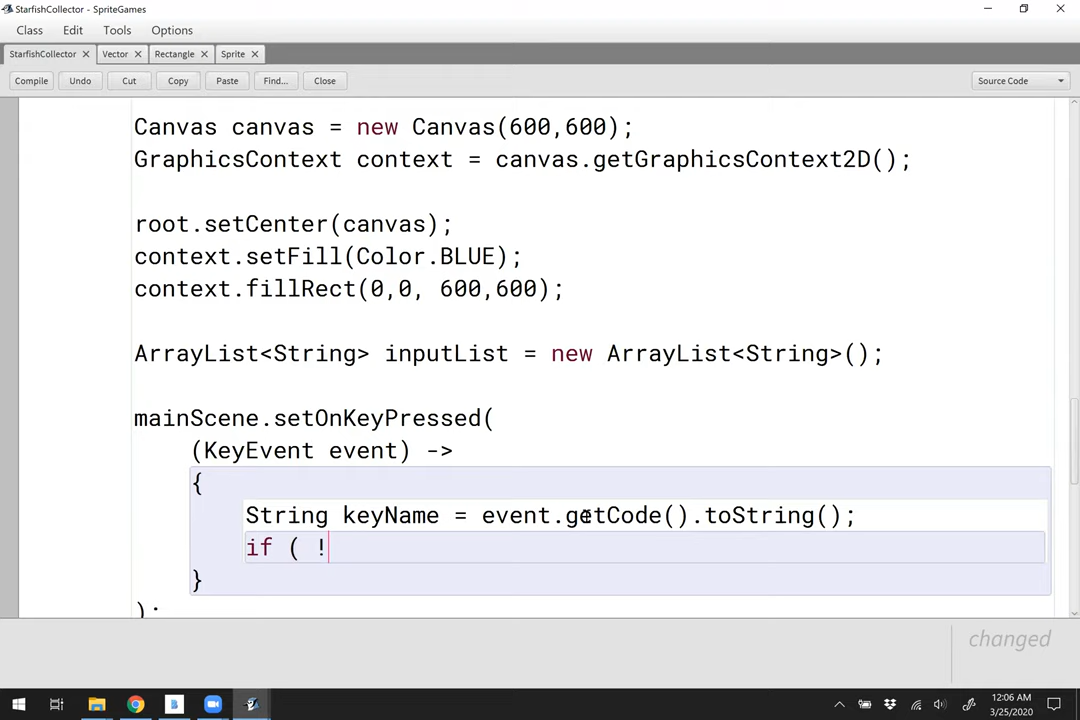 StarfishCollector - SpriteGames
Class Edit Tools Options
StarfishCollector Vector Rectangle Sprite
Compile Undo Cut Copy Paste Find... Close Source Code
Canvas canvas = new Canvas(600,600);
GraphicsContext context = canvas.getGraphicsContext2D();
root.setCenter(canvas);
context.setFill(Color.BLUE);
context.fillRect(0,0, 600,600);
ArrayList<String> inputList = new ArrayList<String>();
mainScene.setOnKeyPressed(
(KeyEvent event) ->
{
String keyName = event.getCode().toString();
if ( !
}
);
changed
12:06 AM
3/25/2020